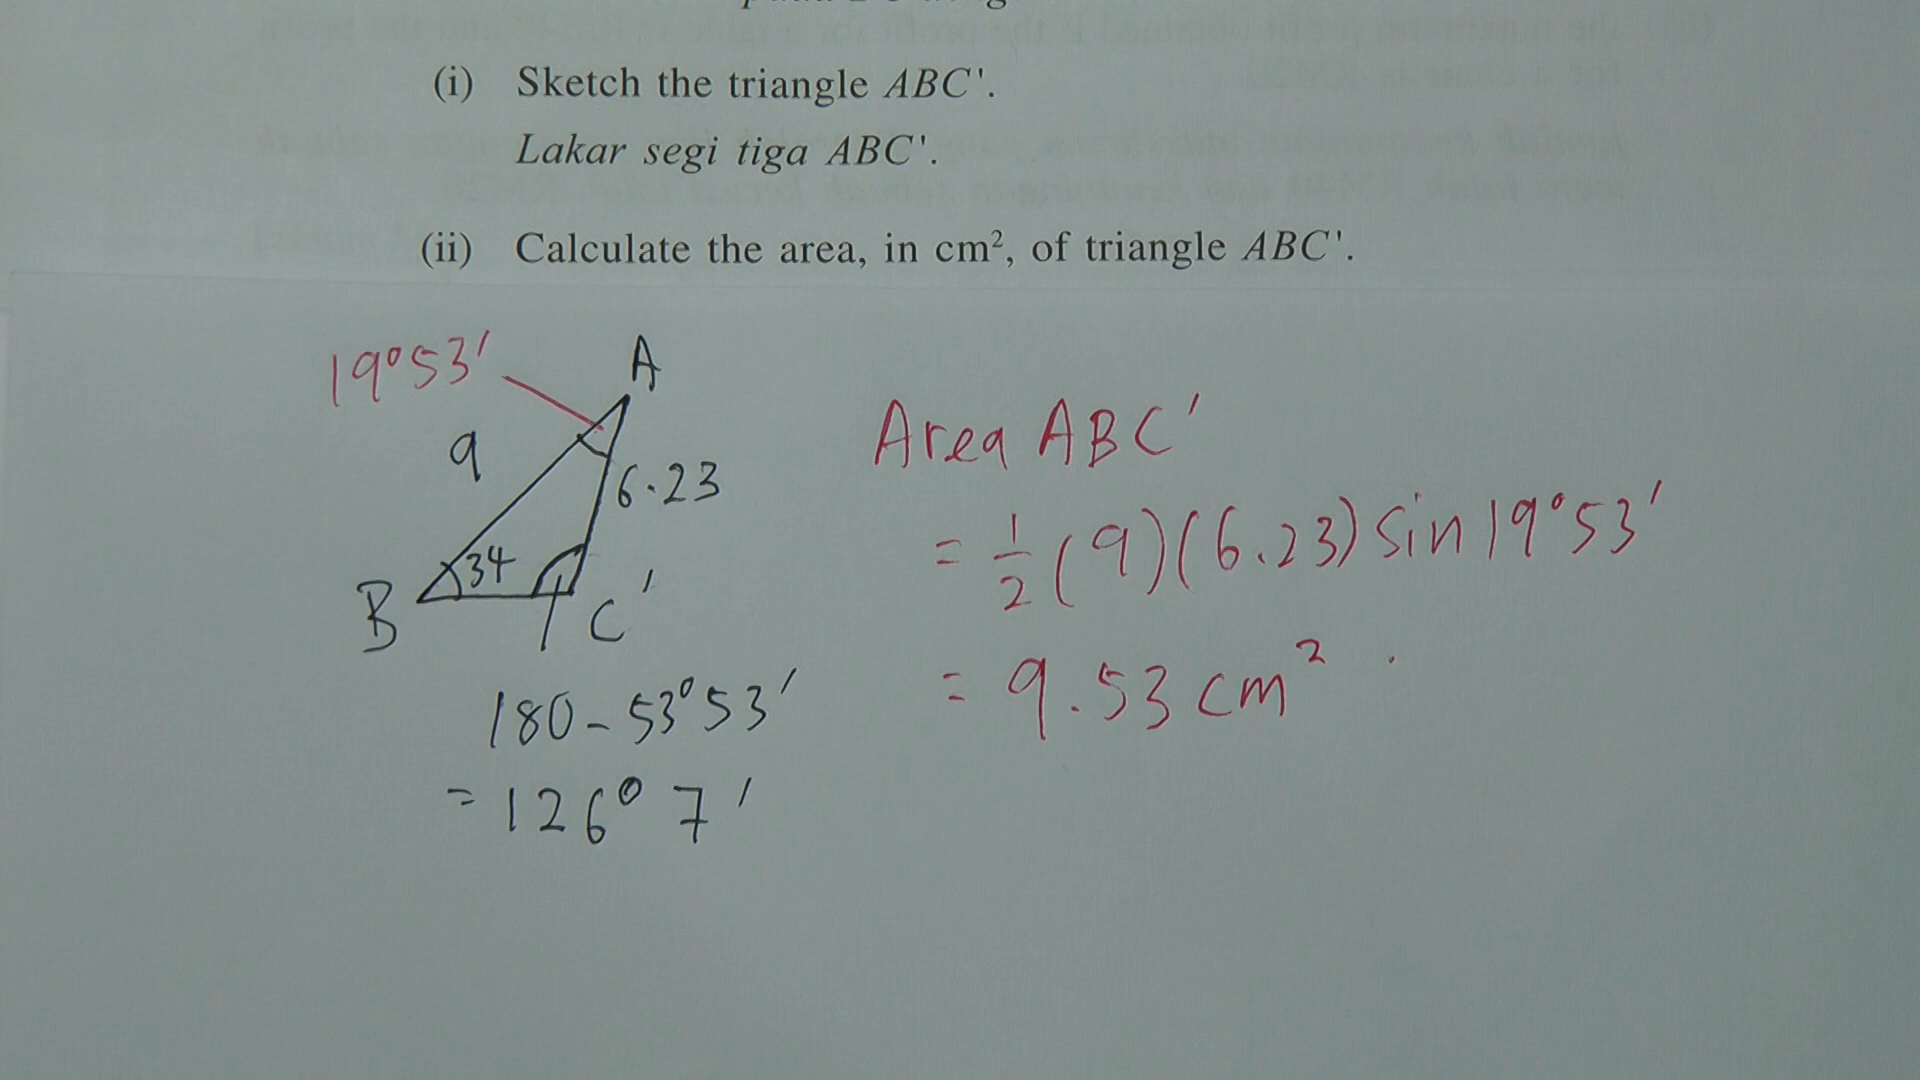 (i) Sketch the triangle ABC'.
Lakar segi tiga ABC'.
(ii) Calculate the area, in cm², of triangle ABC'.
19°53'
A
9
6.23
34
B
C'
180 - 53°53'
= 126°7'
Area ABC'
= 1/2 (9)(6.23) sin 19°53'
= 9.53 cm²